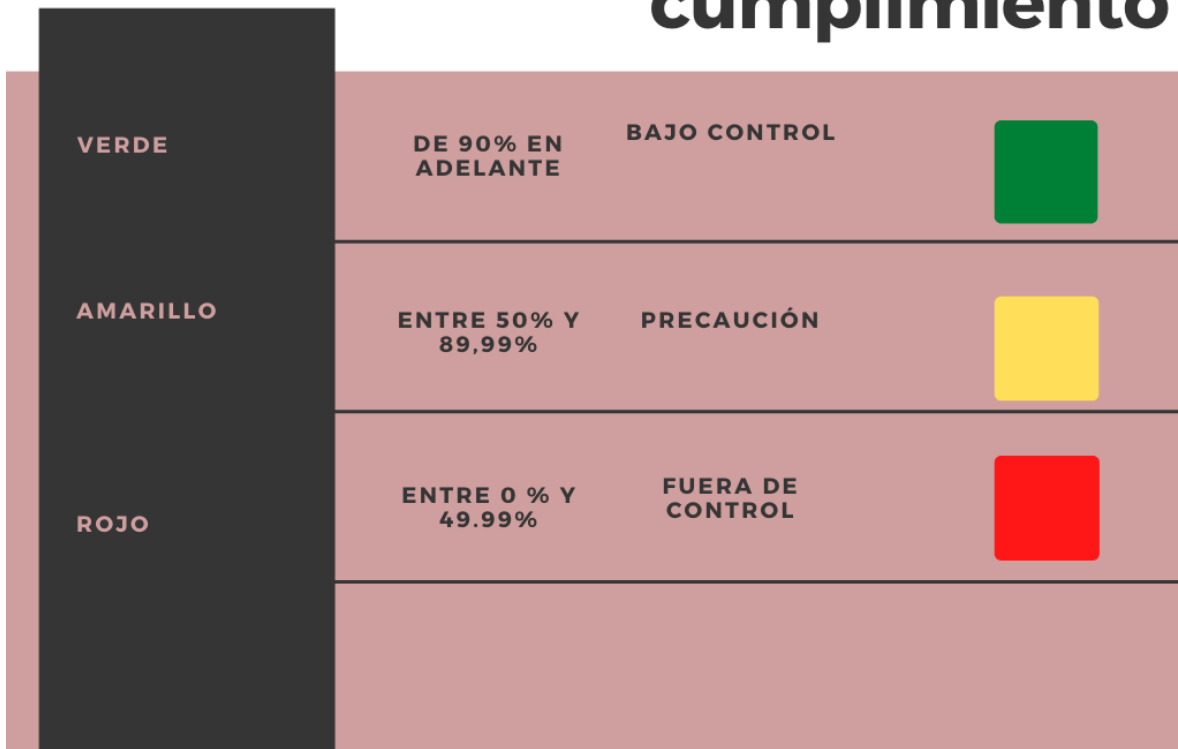 cumplimiento
VERDE
DE 90% EN
ADELANTE
BAJO CONTROL
AMARILLO
ENTRE 50% Y
89,99%
PRECAUCIÓN
ROJO
ENTRE 0 % Y
49.99%
FUERA DE
CONTROL